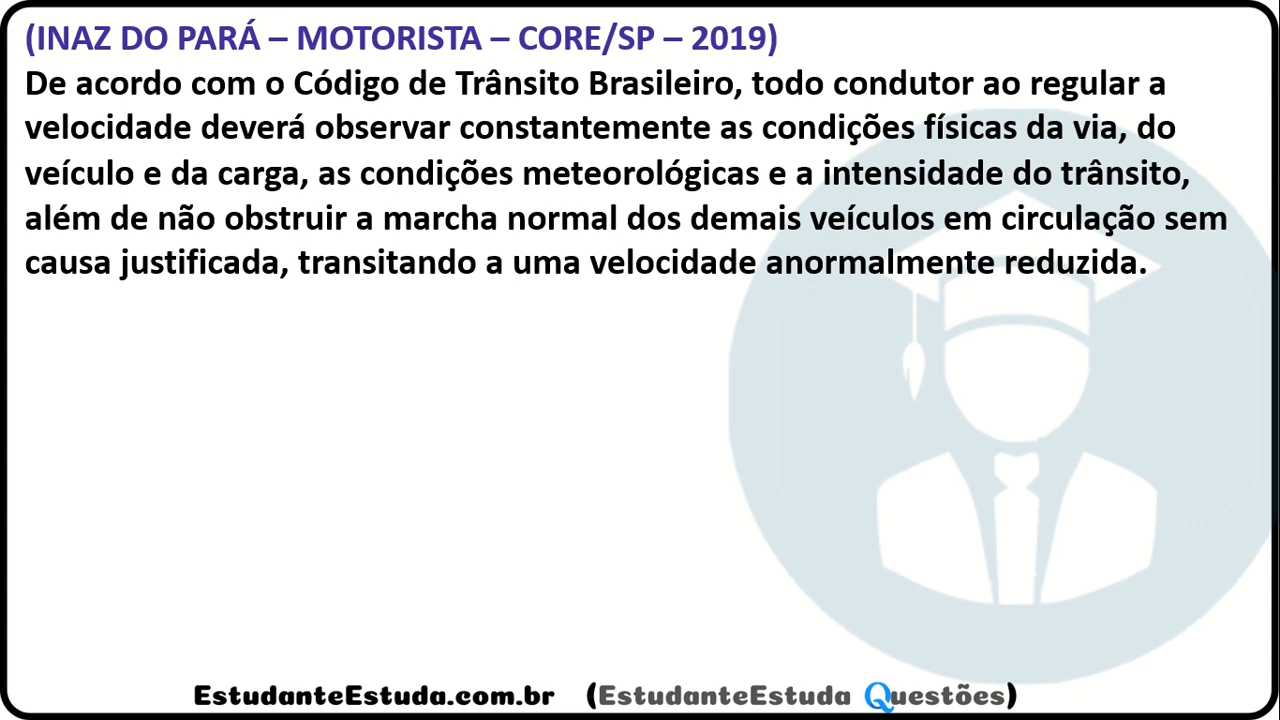 (INAZ DO PARÁ – MOTORISTA – CORE/SP – 2019)
De acordo com o Código de Trânsito Brasileiro, todo condutor ao regular a
velocidade deverá observar constantemente as condições físicas da via, do
veículo e da carga, as condições meteorológicas e a intensidade do trânsito,
além de não obstruir a marcha normal dos demais veículos em circulação sem
causa justificada, transitando a uma velocidade anormalmente reduzida.
EstudanteEstuda.com.br (EstudanteEstuda Questões)